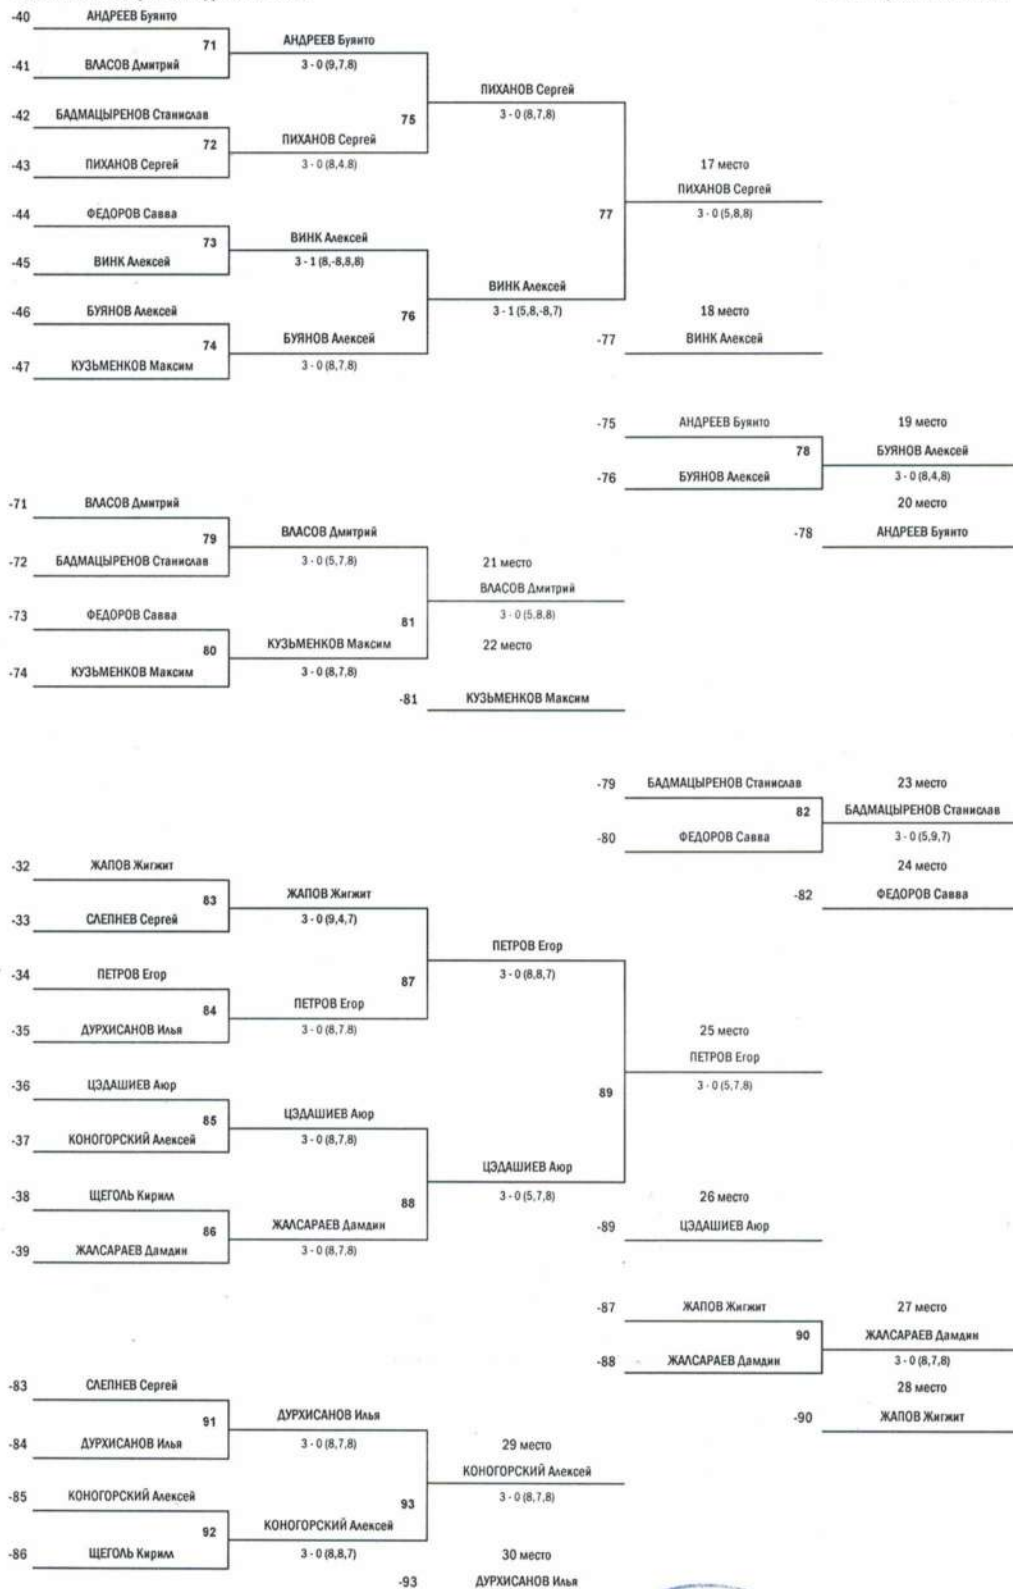 -40 АНДРЕЕВ Буянто
71
-41 ВЛАСОВ Дмитрий
АНДРЕЕВ Буянто
3 - 0 (9,7,8)
-42 БАДМАЦЫРЕНОВ Станислав
72
-43 ПИХАНОВ Сергей
ПИХАНОВ Сергей
3 - 0 (8,4,8)
75
ПИХАНОВ Сергей
3 - 0 (8,7,8)
-44 ФЕДОРОВ Савва
73
-45 ВИНК Алексей
ВИНК Алексей
3 - 1 (8,-8,8,8)
-46 БУЯНОВ Алексей
74
-47 КУЗЬМЕНКОВ Максим
БУЯНОВ Алексей
3 - 0 (8,7,8)
76
ВИНК Алексей
3 - 1 (5,8,-8,7)
77
17 место
ПИХАНОВ Сергей
3 - 0 (5,8,8)
18 место
-77 ВИНК Алексей
-75 АНДРЕЕВ Буянто
78
-76 БУЯНОВ Алексей
19 место
БУЯНОВ Алексей
3 - 0 (8,4,8)
20 место
-78 АНДРЕЕВ Буянто
-71 ВЛАСОВ Дмитрий
79
-72 БАДМАЦЫРЕНОВ Станислав
ВЛАСОВ Дмитрий
3 - 0 (5,7,8)
-73 ФЕДОРОВ Савва
80
-74 КУЗЬМЕНКОВ Максим
КУЗЬМЕНКОВ Максим
3 - 0 (8,7,8)
81
21 место
ВЛАСОВ Дмитрий
3 - 0 (5,8,8)
22 место
-81 КУЗЬМЕНКОВ Максим
-79 БАДМАЦЫРЕНОВ Станислав
82
-80 ФЕДОРОВ Савва
23 место
БАДМАЦЫРЕНОВ Станислав
3 - 0 (5,9,7)
24 место
-82 ФЕДОРОВ Савва
-32 ЖАПОВ Жигжит
83
-33 СЛЕПНЕВ Сергей
ЖАПОВ Жигжит
3 - 0 (9,4,7)
-34 ПЕТРОВ Егор
84
-35 ДУРХИСАНОВ Илья
ПЕТРОВ Егор
3 - 0 (8,7,8)
87
ПЕТРОВ Егор
3 - 0 (8,8,7)
-36 ЦЭДАШИЕВ Аюр
85
-37 КОНОГОРСКИЙ Алексей
ЦЭДАШИЕВ Аюр
3 - 0 (8,7,8)
-38 ЩЕГОЛЬ Кирилл
86
-39 ЖАЛСАРАЕВ Дамдин
ЖАЛСАРАЕВ Дамдин
3 - 0 (8,7,8)
88
ЦЭДАШИЕВ Аюр
3 - 0 (5,7,8)
89
25 место
ПЕТРОВ Егор
3 - 0 (5,7,8)
26 место
-89 ЦЭДАШИЕВ Аюр
-87 ЖАПОВ Жигжит
90
-88 ЖАЛСАРАЕВ Дамдин
27 место
ЖАЛСАРАЕВ Дамдин
3 - 0 (8,7,8)
28 место
-90 ЖАПОВ Жигжит
-83 СЛЕПНЕВ Сергей
91
-84 ДУРХИСАНОВ Илья
ДУРХИСАНОВ Илья
3 - 0 (8,7,8)
-85 КОНОГОРСКИЙ Алексей
92
-86 ЩЕГОЛЬ Кирилл
КОНОГОРСКИЙ Алексей
3 - 0 (8,8,7)
93
29 место
КОНОГОРСКИЙ Алексей
3 - 0 (8,7,8)
30 место
-93 ДУРХИСАНОВ Илья